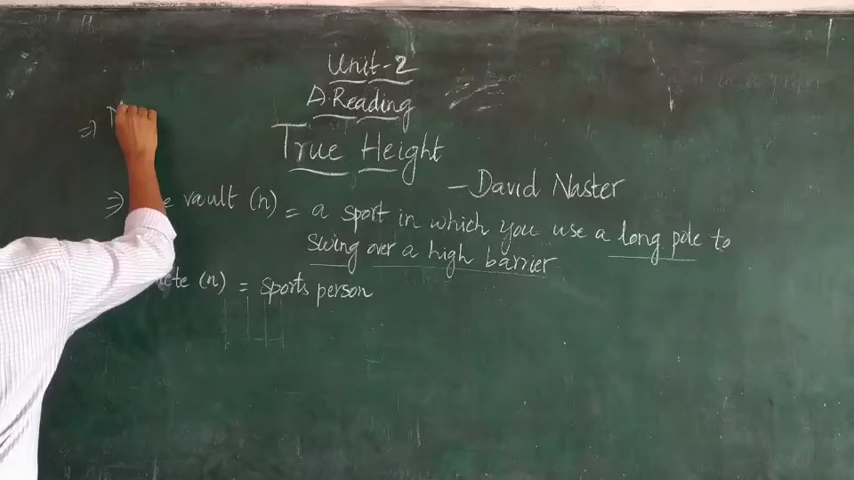 Unit-2
A) Reading
True Height
- David Naster
⇒
⇒ e vault (n) = a sport in which you use a long pole to
swing over a high barrier
ete (n) = sports person